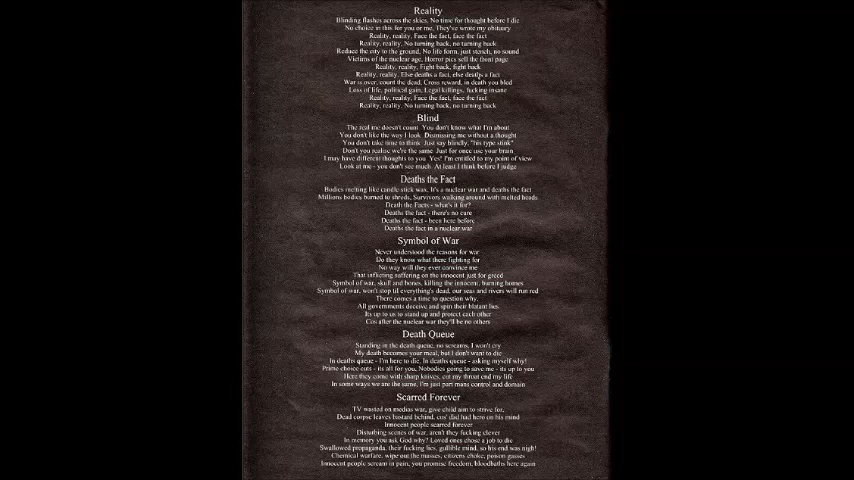 Reality
Blinding flashes across the skies, No time for thought before I die
No choice in this for you or me, They've wrote my obituary
Reality, reality, Face the fact, face the fact
Reality, reality, No turning back, no turning back
Reduce the city to the ground, No life form, just stench, no sound
Victims of the nuclear age, Horror pics sell the front page
Reality, reality, Fight back, fight back
Reality, reality, Else deaths a fact, else deaths a fact
War is over, count the dead, Cross reward, in death you bled
Loss of life, political gain, Legal killings, fucking insane
Reality, reality, Face the fact, face the fact
Reality, reality, No turning back, no turning back
Blind
The real me doesn't count. You don't know what I'm about
You don't like the way I look. Dismissing me without a thought
You don't take time to think. Just say blindly, "his type stink"
Don't you realise we're the same. Just for once use your brain
I may have different thoughts to you. Yes! I'm entitled to my point of view
Look at me - you don't see much. At least I think before I judge
Deaths the Fact
Bodies melting like candle stick wax, It's a nuclear war and deaths the fact
Millions bodies burned to shreds, Survivors walking around with melted heads
Death the Facts - what's it for?
Deaths the fact - there's no cure
Deaths the fact - been here before
Deaths the fact in a nuclear war
Symbol of War
Never understood the reasons for war
Do they know what there fighting for
No way will they ever convince me
That inflicting suffering on the innocent just for greed
Symbol of war, skull and bones, killing the innocent, burning homes
Symbol of war, won't stop til everything's dead, our seas and rivers will run red
There comes a time to question why,
All governments deceive and spin their blatant lies
Its up to us to stand up and protect each other
Cos after the nuclear war they'll be no others
Death Queue
Standing in the death queue, no screams, I won't cry
My death becomes your meal, but I don't want to die
In deaths queue - I'm here to die, In deaths queue - asking myself why!
Prime choice cuts - its all for you, Nobodies going to save me - its up to you
Here they come with sharp knives, cut my throat end my life
In some ways we are the same, I'm just part mans control and domain
Scarred Forever
TV wasted on medias war, give child aim to strive for,
Dead corpse leaves bastard behind, cos' dad had hero on his mind
Innocent people scarred forever
Disturbing scenes of war, aren't they fucking clever
In memory you ask God why? Loved ones chose a job to die
Swallowed propaganda, their fucking lies, gullible mind, so his end was nigh!
Chemical warfare, wipe out the masses, citizens choke, poison gasses
Innocent people scream in pain, you promise freedom, bloodbaths here again